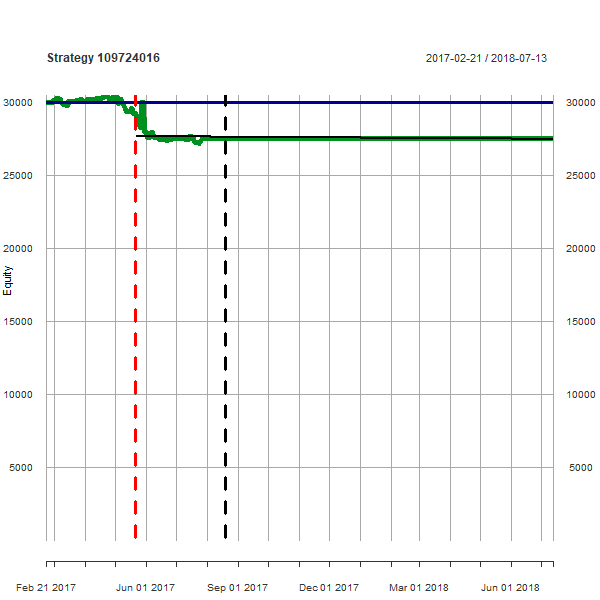 Strategy 109724016
2017-02-21 / 2018-07-13
30000
30000
25000
25000
20000
20000
Equity
15000
15000
10000
10000
5000
5000
Feb 21 2017
Jun 01 2017
Sep 01 2017
Dec 01 2017
Mar 01 2018
Jun 01 2018